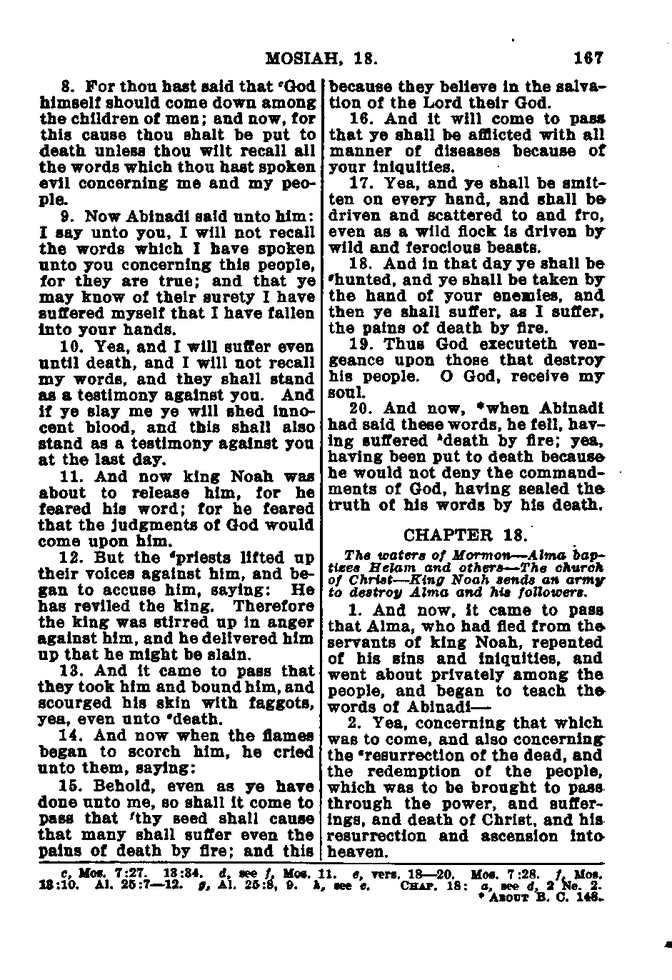 MOSIAH, 18.
167
8. For thou hast said that ᶜGod
himself should come down among
the children of men; and now, for
this cause thou shalt be put to
death unless thou wilt recall all
the words which thou hast spoken
evil concerning me and my peo-
ple.
9. Now Abinadi said unto him:
I say unto you, I will not recall
the words which I have spoken
unto you concerning this people,
for they are true; and that ye
may know of their surety I have
suffered myself that I have fallen
into your hands.
10. Yea, and I will suffer even
until death, and I will not recall
my words, and they shall stand
as a testimony against you. And
if ye slay me ye will shed inno-
cent blood, and this shall also
stand as a testimony against you
at the last day.
11. And now king Noah was
about to release him, for he
feared his word; for he feared
that the judgments of God would
come upon him.
12. But the ᵈpriests lifted up
their voices against him, and be-
gan to accuse him, saying: He
has reviled the king. Therefore
the king was stirred up in anger
against him, and he delivered him
up that he might be slain.
13. And it came to pass that
they took him and bound him, and
scourged his skin with faggots,
yea, even unto ᵉdeath.
14. And now when the flames
began to scorch him, he cried
unto them, saying:
15. Behold, even as ye have
done unto me, so shall it come to
pass that ᶠthy seed shall cause
that many shall suffer even the
pains of death by fire; and this
because they believe in the salva-
tion of the Lord their God.
16. And it will come to pass
that ye shall be afflicted with all
manner of diseases because of
your iniquities.
17. Yea, and ye shall be smit-
ten on every hand, and shall be
driven and scattered to and fro,
even as a wild flock is driven by
wild and ferocious beasts.
18. And in that day ye shall be
ᵍhunted, and ye shall be taken by
the hand of your enemies, and
then ye shall suffer, as I suffer,
the pains of death by fire.
19. Thus God executeth ven-
geance upon those that destroy
his people. O God, receive my
soul.
20. And now, *when Abinadi
had said these words, he fell, hav-
ing suffered ʰdeath by fire; yea,
having been put to death because
he would not deny the command-
ments of God, having sealed the
truth of his words by his death.
CHAPTER 18.
The waters of Mormon—Alma bap-
tizes Helam and others—The church
of Christ—King Noah sends an army
to destroy Alma and his followers.
1. And now, it came to pass
that Alma, who had fled from the
servants of king Noah, repented
of his sins and iniquities, and
went about privately among the
people, and began to teach the
words of Abinadi—
2. Yea, concerning that which
was to come, and also concerning
the ᵃresurrection of the dead, and
the redemption of the people,
which was to be brought to pass
through the power, and suffer-
ings, and death of Christ, and his
resurrection and ascension into
heaven.
c, Mos. 7:27. 13:34. d, see f, Mos. 11. e, vers. 18—20. Mos. 7:28. f, Mos.
13:10. Al. 25:7—12. g, Al. 25:8, 9. h, see e. CHAP. 18: a, see d, 2 Ne. 2.
* ABOUT B. C. 148.